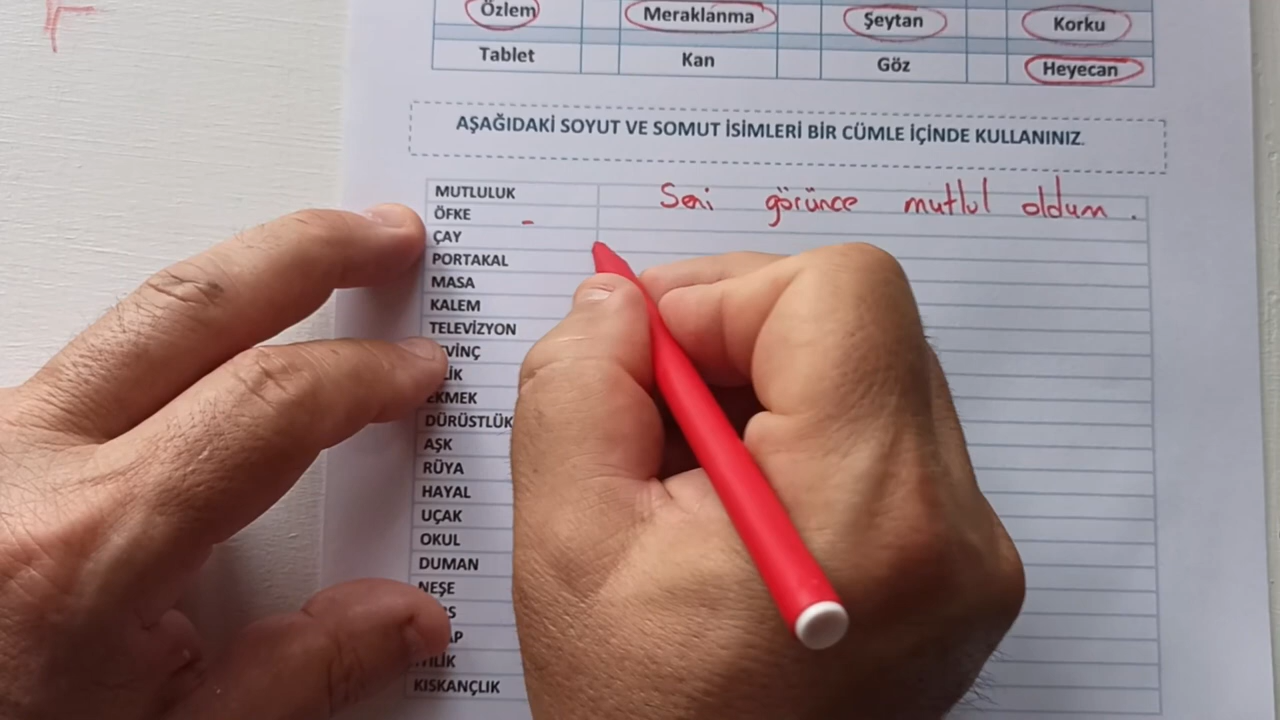 Özlem Meraklanma Şeytan Korku
Tablet Kan Göz Heyecan
AŞAĞIDAKİ SOYUT VE SOMUT İSİMLERİ BİR CÜMLE İÇİNDE KULLANINIZ.
MUTLULUK Seni görünce mutlul oldum .
ÖFKE -
ÇAY
PORTAKAL
MASA
KALEM
TELEVİZYON
EKMEK
DÜRÜSTLÜK
AŞK
RÜYA
HAYAL
UÇAK
OKUL
DUMAN
NEŞE
KISKANÇLIK